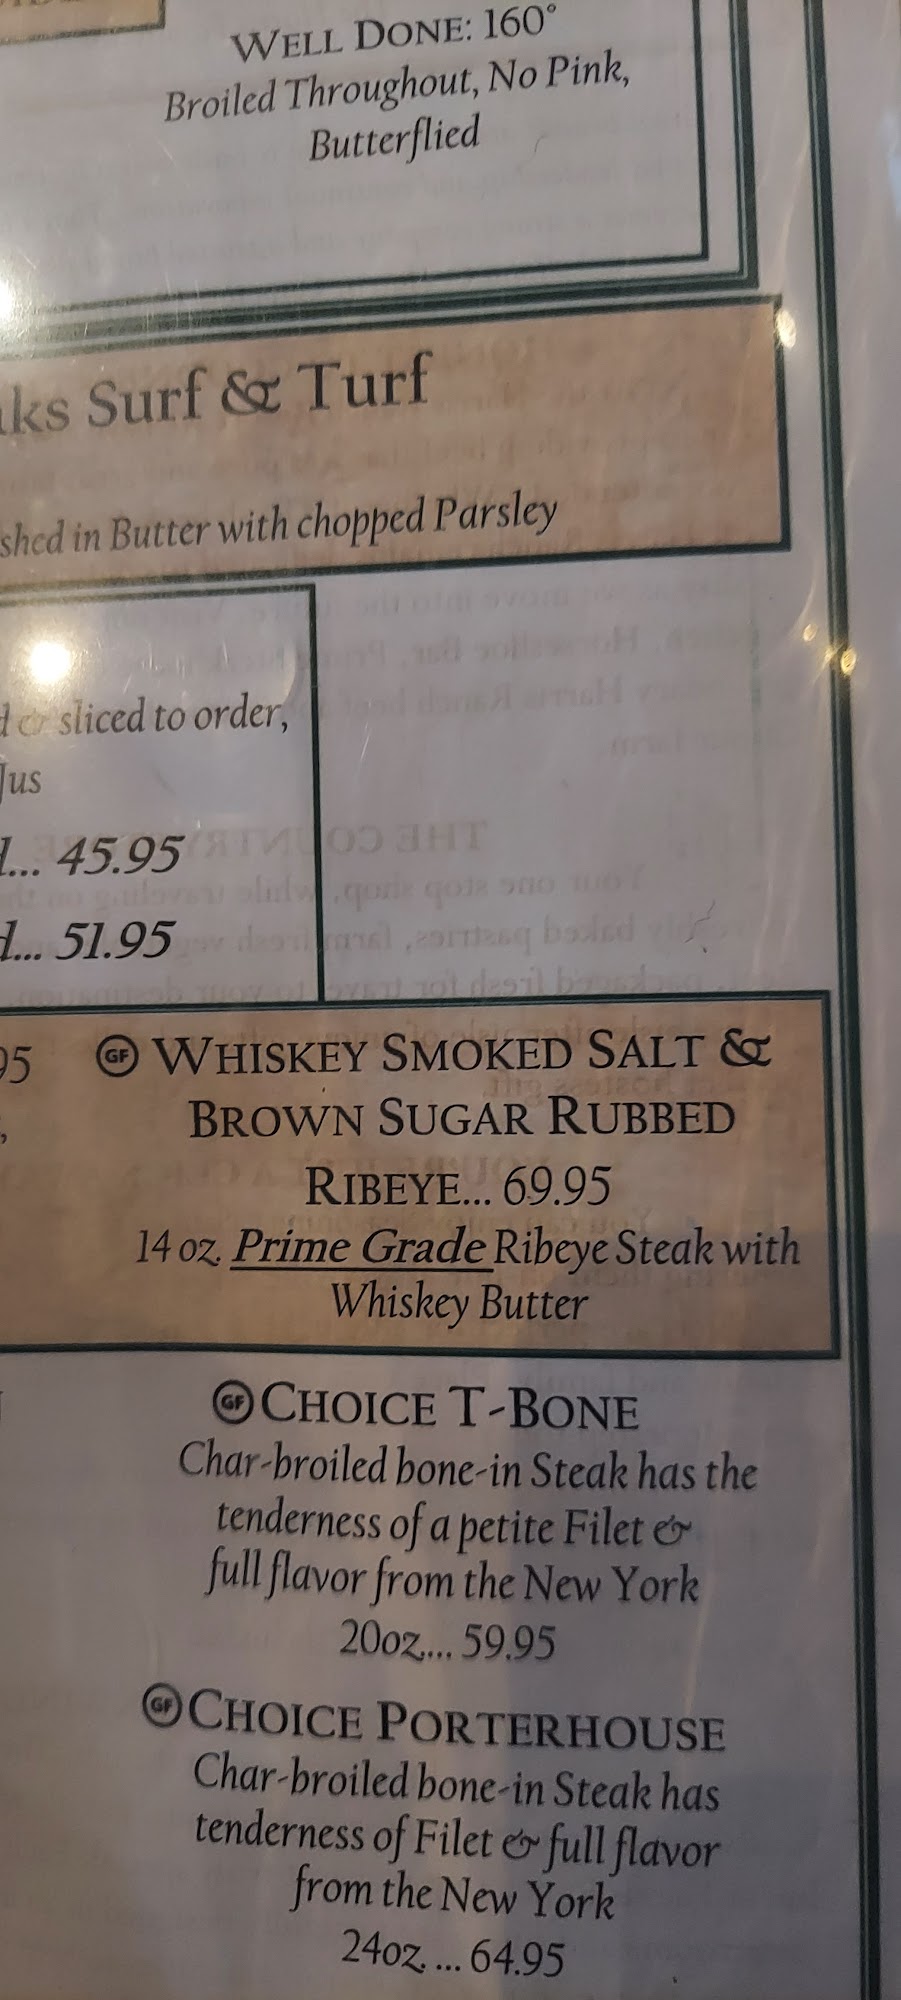 WELL DONE: 160°
Broiled Throughout, No Pink,
Butterflied
Surf & Turf
in Butter with chopped Parsley
& sliced to order,
Jus
... 45.95
... 51.95
GF WHISKEY SMOKED SALT &
BROWN SUGAR RUBBED
RIBEYE... 69.95
14 oz. Prime Grade Ribeye Steak with
Whiskey Butter
GF CHOICE T-BONE
Char-broiled bone-in Steak has the
tenderness of a petite Filet &
full flavor from the New York
20oz.... 59.95
GF CHOICE PORTERHOUSE
Char-broiled bone-in Steak has
tenderness of Filet & full flavor
from the New York
24oz. ... 64.95